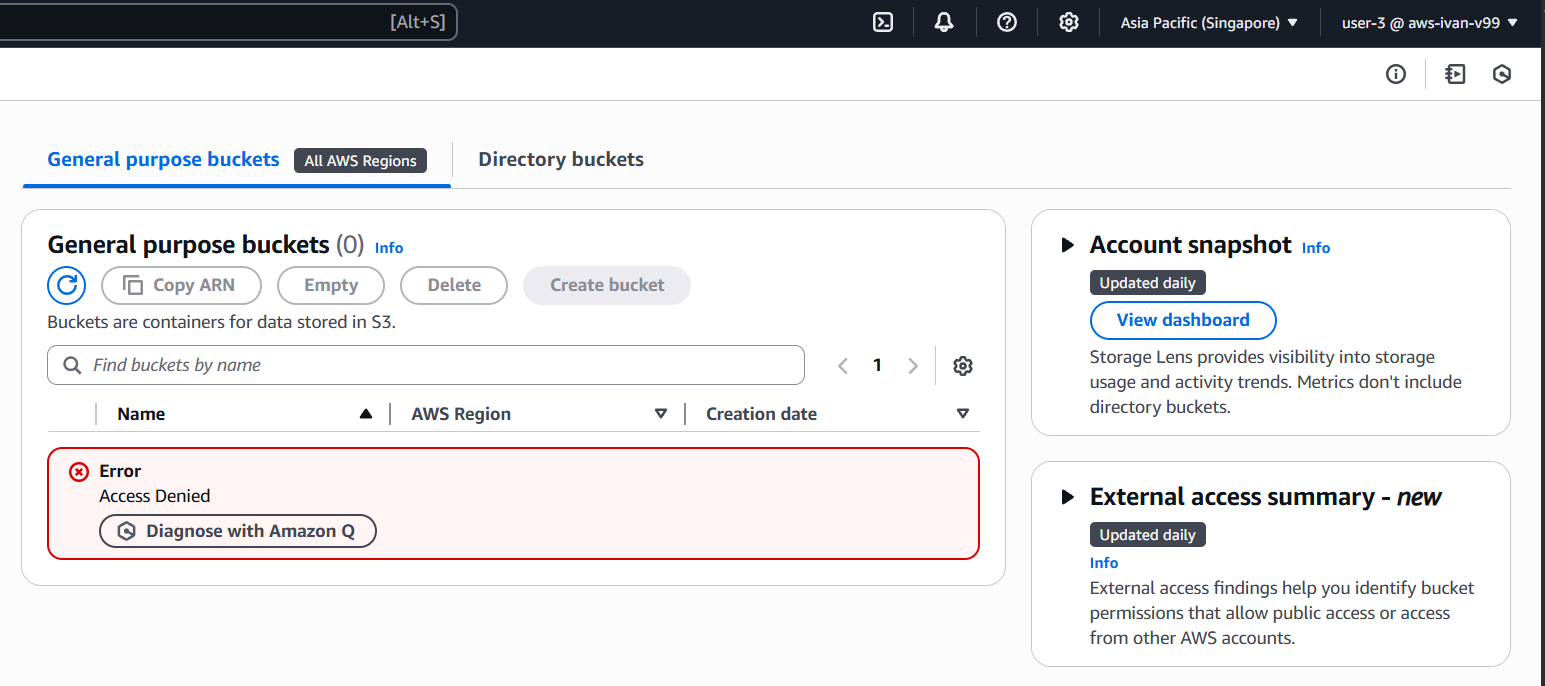 [Alt+S]
Asia Pacific (Singapore)
user-3 @ aws-ivan-v99
General purpose buckets
All AWS Regions
Directory buckets
General purpose buckets (0) Info
Copy ARN
Empty
Delete
Create bucket
Buckets are containers for data stored in S3.
Find buckets by name
1
Name
AWS Region
Creation date
Error
Access Denied
Diagnose with Amazon Q
Account snapshot Info
Updated daily
View dashboard
Storage Lens provides visibility into storage
usage and activity trends. Metrics don't include
directory buckets.
External access summary - new
Updated daily
Info
External access findings help you identify bucket
permissions that allow public access or access
from other AWS accounts.